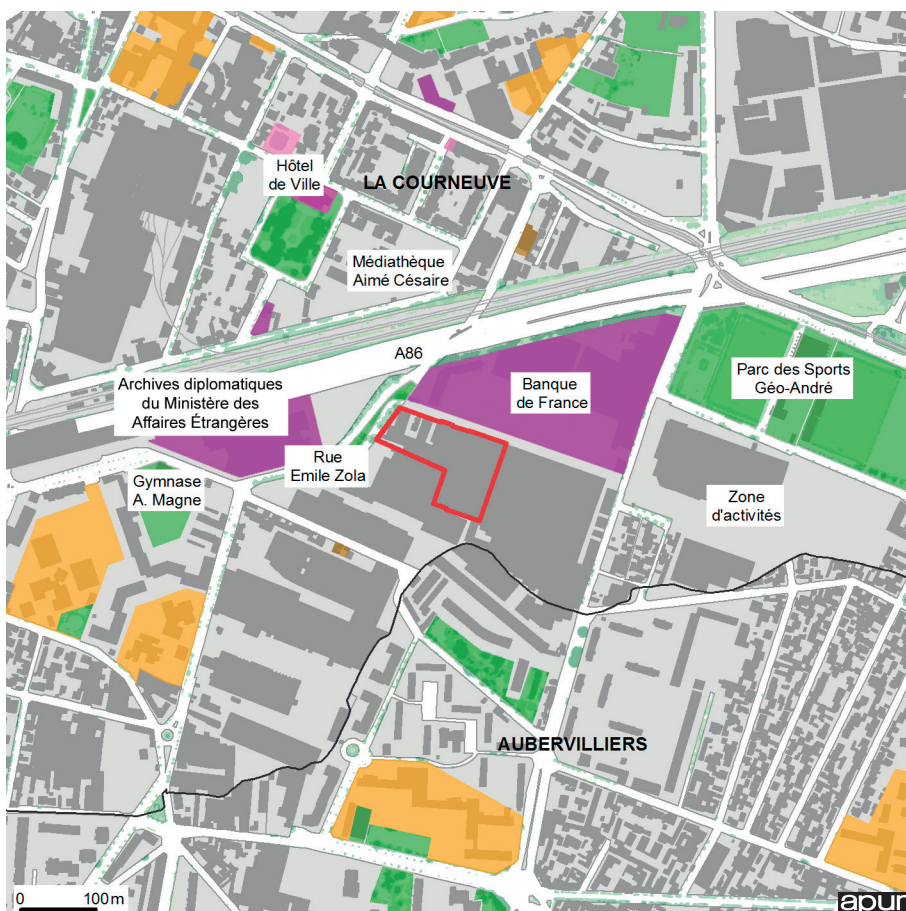 Hôtel
de Ville
LA COURNEUVE
Médiathèque
Aimé Césaire
A86
Archives diplomatiques
du Ministère des
Affaires Étrangères
Banque
de France
Parc des Sports
Géo-André
Rue
Emile Zola
Gymnase
A. Magne
Zone
d'activités
AUBERVILLIERS
0 100 m
apur